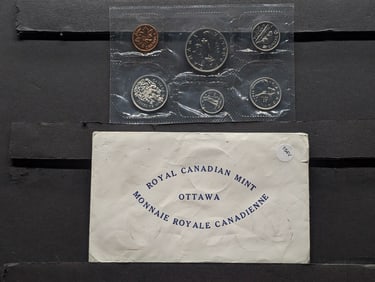 ROYAL CANADIAN MINT
OTTAWA
MONNAIE ROYALE CANADIENNE